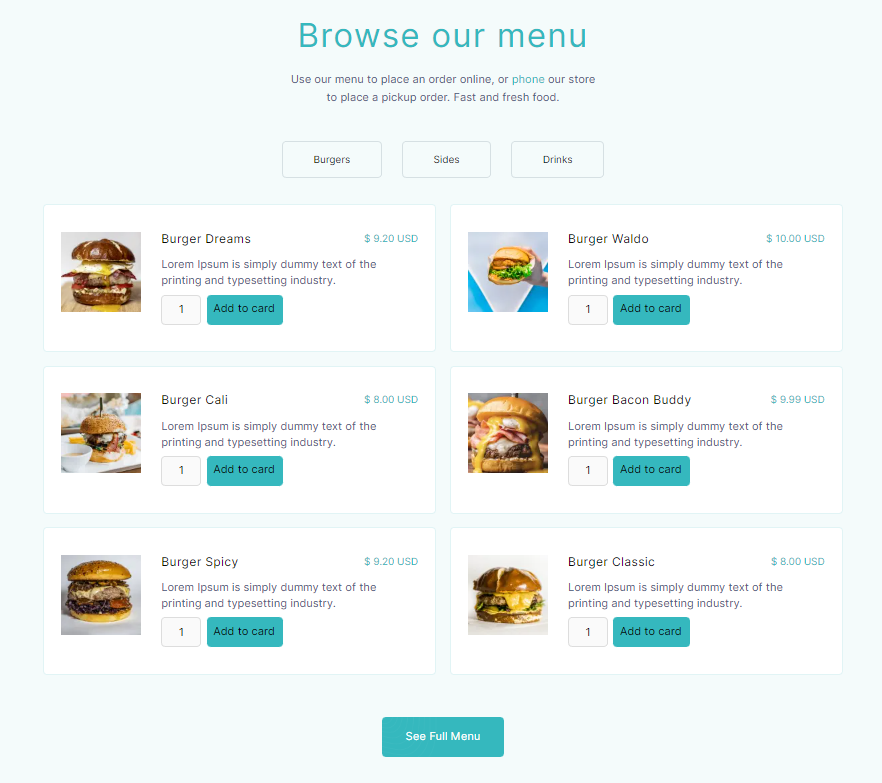 Browse our menu
Use our menu to place an order online, or phone our store
to place a pickup order. Fast and fresh food.
Burgers
Sides
Drinks
Burger Dreams
$ 9.20 USD
Lorem Ipsum is simply dummy text of the
printing and typesetting industry.
1
Add to card
Burger Waldo
$ 10.00 USD
Lorem Ipsum is simply dummy text of the
printing and typesetting industry.
1
Add to card
Burger Cali
$ 8.00 USD
Lorem Ipsum is simply dummy text of the
printing and typesetting industry.
1
Add to card
Burger Bacon Buddy
$ 9.99 USD
Lorem Ipsum is simply dummy text of the
printing and typesetting industry.
1
Add to card
Burger Spicy
$ 9.20 USD
Lorem Ipsum is simply dummy text of the
printing and typesetting industry.
1
Add to card
Burger Classic
$ 8.00 USD
Lorem Ipsum is simply dummy text of the
printing and typesetting industry.
1
Add to card
See Full Menu